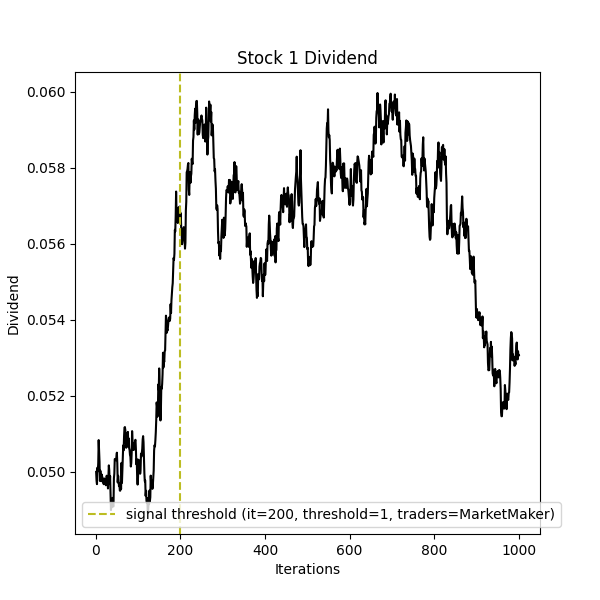 Stock 1 Dividend
Dividend
0.060
0.058
0.056
0.054
0.052
0.050
signal threshold (it=200, threshold=1, traders=MarketMaker)
0 200 400 600 800 1000
Iterations